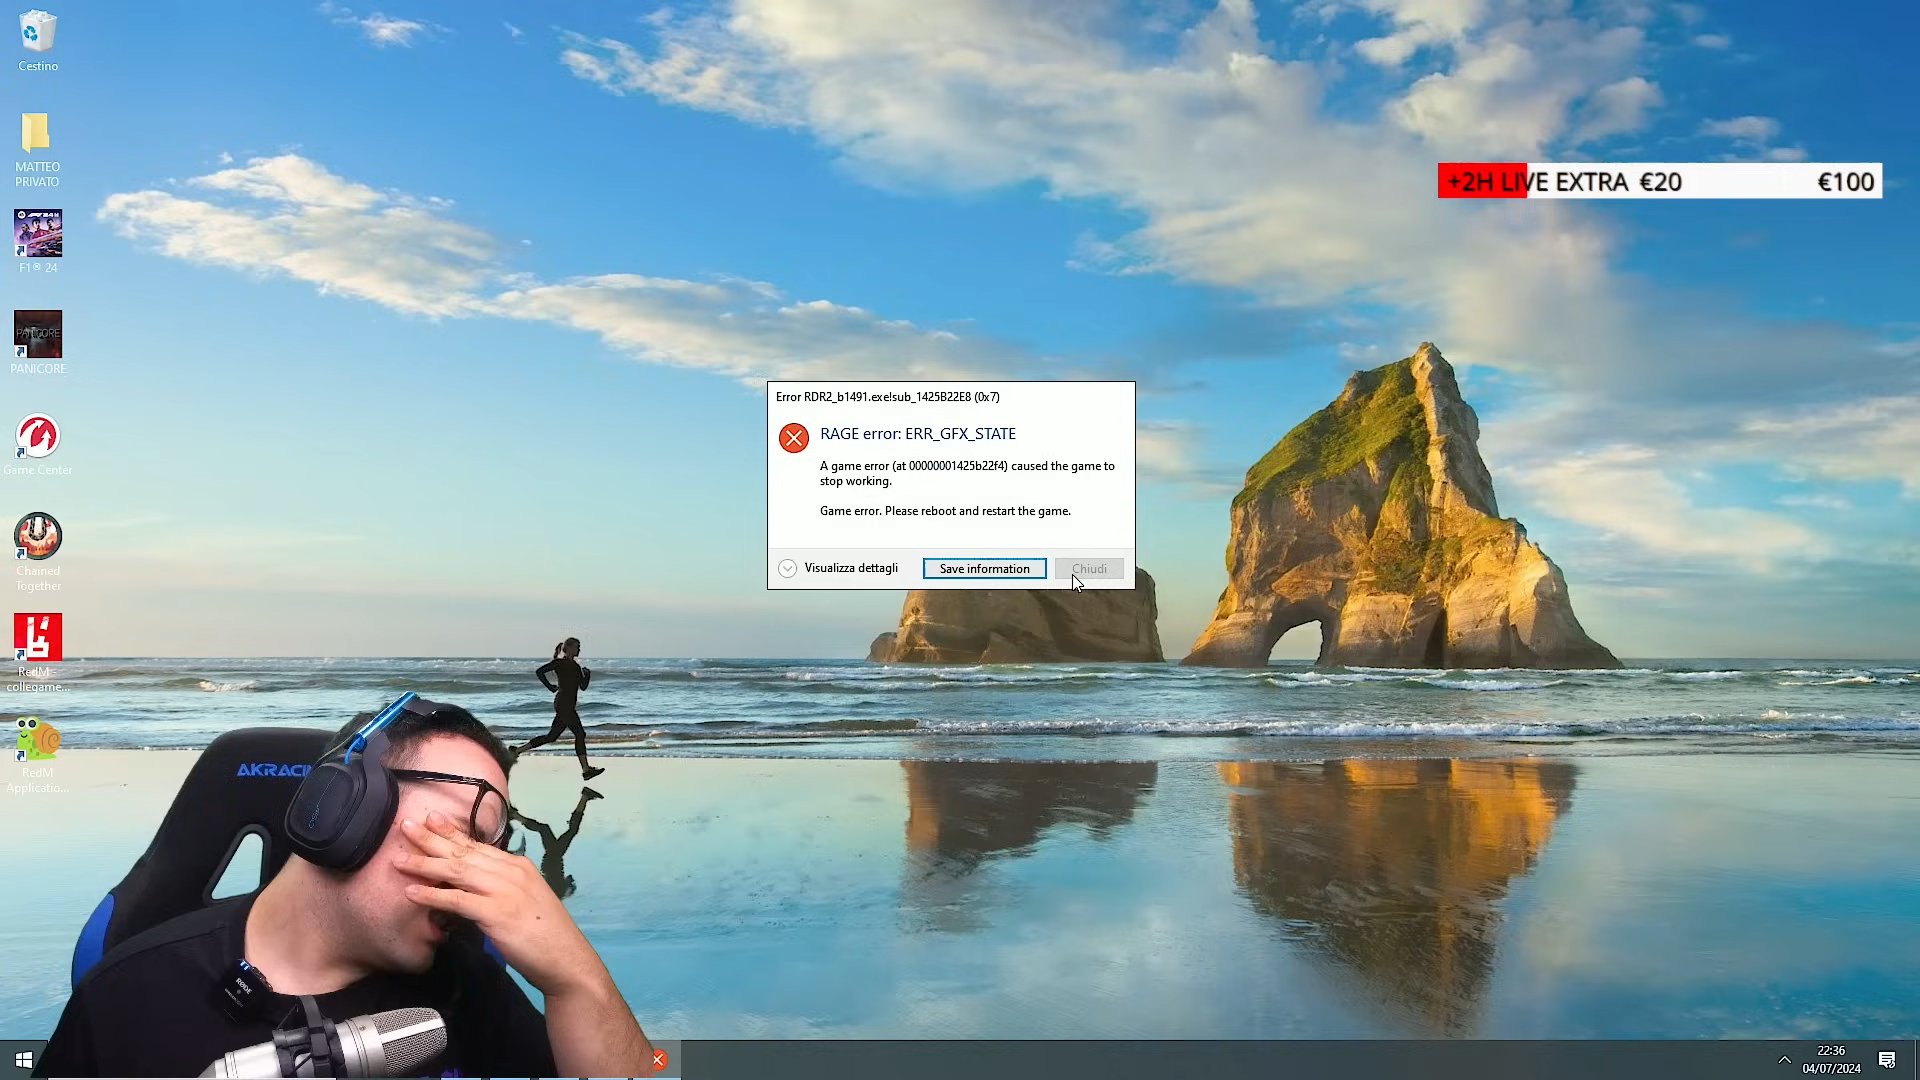 Cestino
MATTEO
PRIVATO
F1® 24
PANICORE
PANICORE
Game Center
Chained
Together
RedM -
collegame...
RedM
Applicatio...
+2H LIVE EXTRA €20 €100
Error RDR2_b1491.exe!sub_1425B22E8 (0x7)
RAGE error: ERR_GFX_STATE
A game error (at 00000001425b22f4) caused the game to
stop working.
Game error. Please reboot and restart the game.
Visualizza dettagli
Save information
Chiudi
AKRACIN
RØDE
22:36
04/07/2024